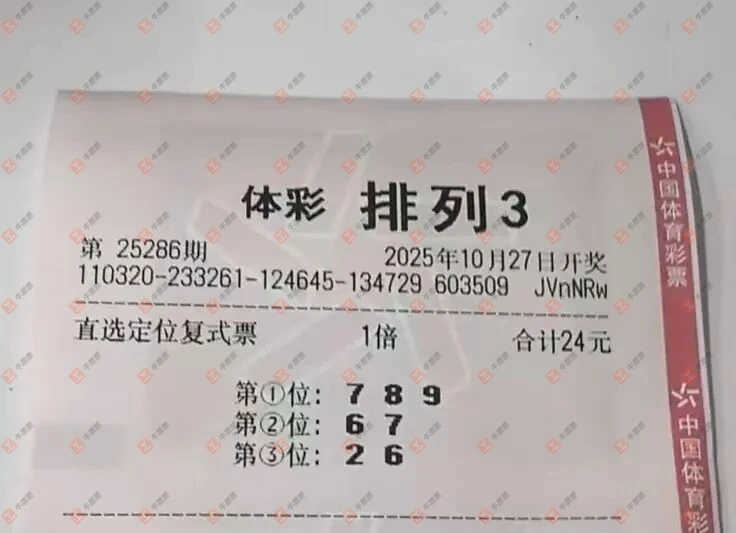 体彩 排列3
第 25286期 2025年10月27日开奖
110320-233261-124645-134729 603509 JVnNRw
直选定位复式票 1倍 合计24元
第①位: 7 8 9
第②位: 6 7
第③位: 2 6
中国体育彩票
中国体育彩